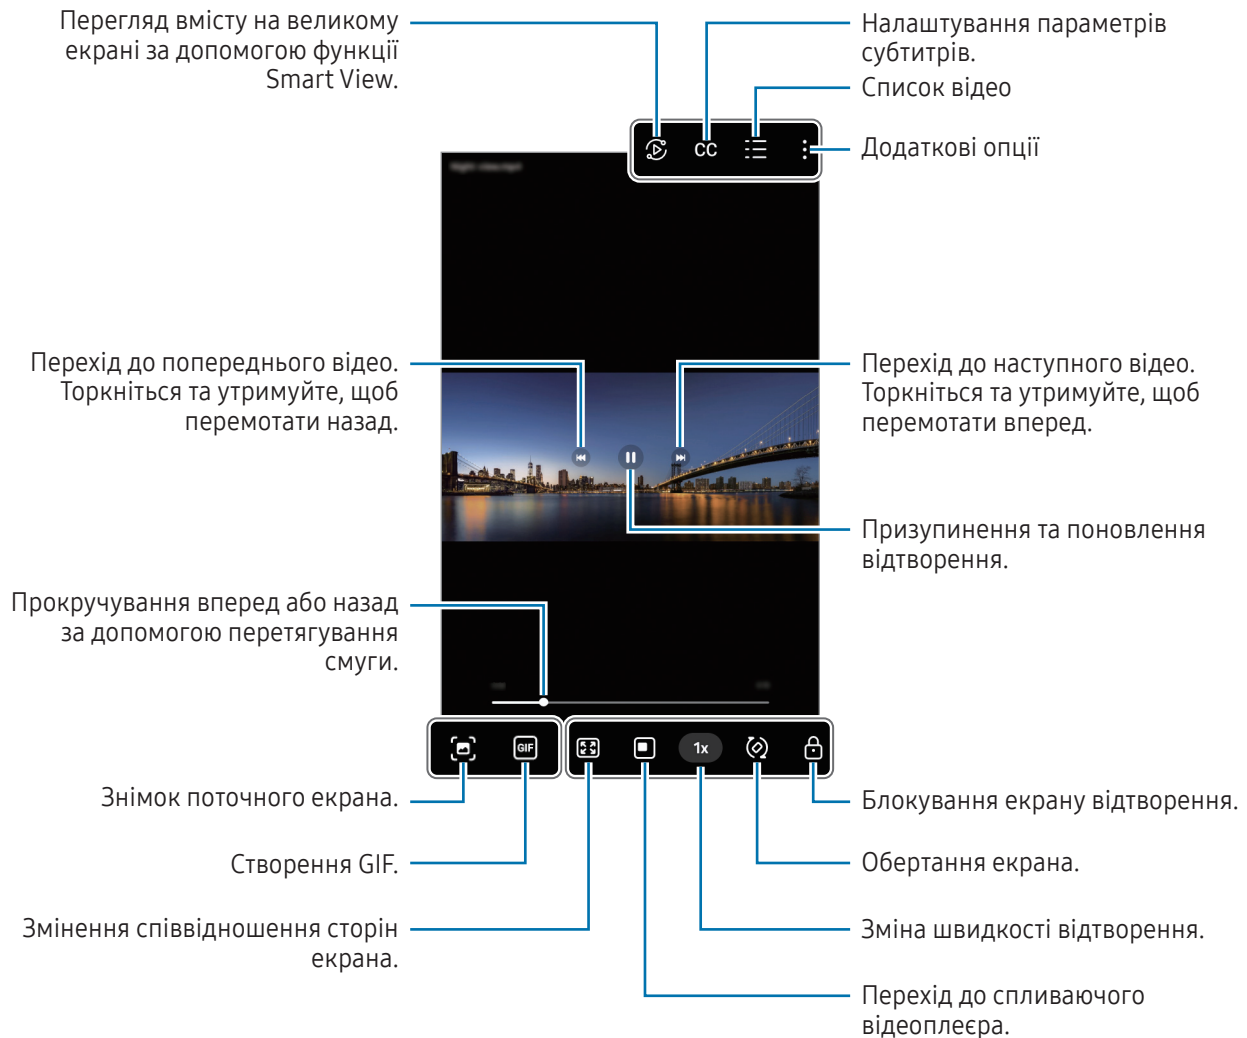 Перегляд вмісту на великому
екрані за допомогою функції
Smart View.
Налаштування параметрів
субтитрів.
Список відео
Додаткові опції
CC
Перехід до попереднього відео.
Торкніться та утримуйте, щоб
перемотати назад.
Перехід до наступного відео.
Торкніться та утримуйте, щоб
перемотати вперед.
Призупинення та поновлення
відтворення.
Прокручування вперед або назад
за допомогою перетягування
смуги.
GIF
1x
Знімок поточного екрана.
Блокування екрану відтворення.
Створення GIF.
Обертання екрана.
Змінення співвідношення сторін
екрана.
Зміна швидкості відтворення.
Перехід до спливаючого
відеоплеєра.